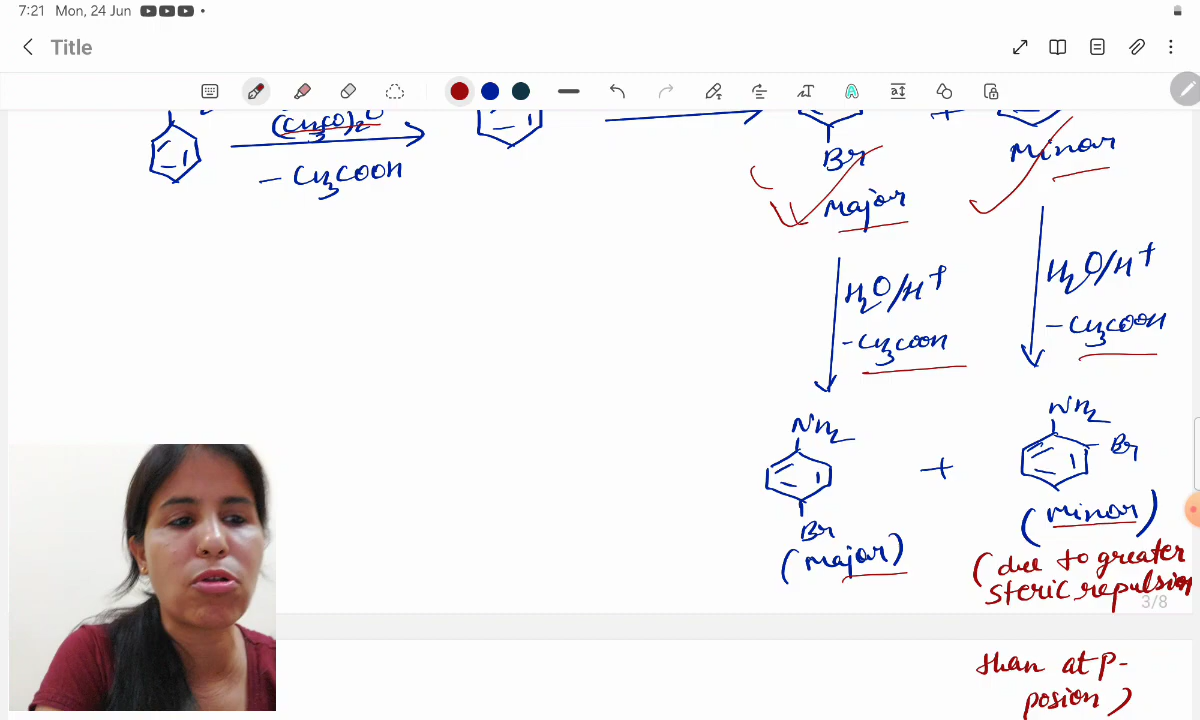 7:21 Mon, 24 Jun
Title
(CH3CO)2O
- CH3COOH
Br
Major
+
Minor
H2O/H+
-CH3COOH
H2O/H+
-CH3COOH
NH2
Br
(Major)
+
NH2
Br
(Minor)
(due to greater
steric repulsion
3/8
than at p-
posion)